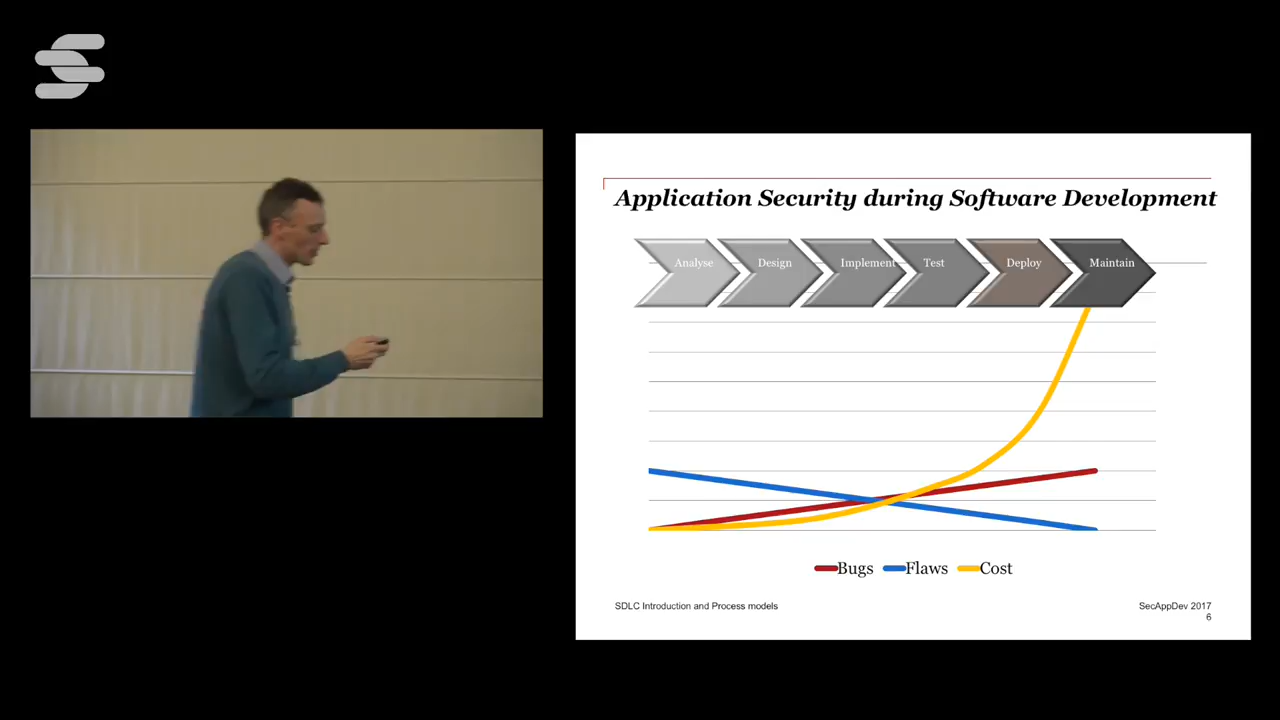 Application Security during Software Development
Analyse
Design
Implement
Test
Deploy
Maintain
Bugs
Flaws
Cost
SDLC Introduction and Process models
SecAppDev 2017
6